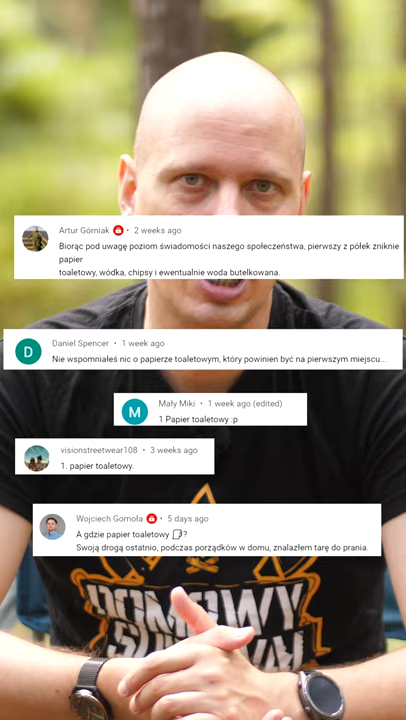 Artur Górniak • 2 weeks ago
Biorąc pod uwagę poziom świadomości naszego społeczeństwa, pierwszy z półek zniknie
papier
toaletowy, wódka, chipsy i ewentualnie woda butelkowana.
D
Daniel Spencer • 1 week ago
Nie wspomniałeś nic o papierze toaletowym, który powinien być na pierwszym miejscu...
M
Mały Miki • 1 week ago (edited)
1 Papier toaletowy :p
visionstreetwear108 • 3 weeks ago
1. papier toaletowy.
Wojciech Gomoła • 5 days ago
A gdzie papier toaletowy 🧻?
Swoją drogą ostatnio, podczas porządków w domu, znalazłem tarę do prania.
DOMOWY